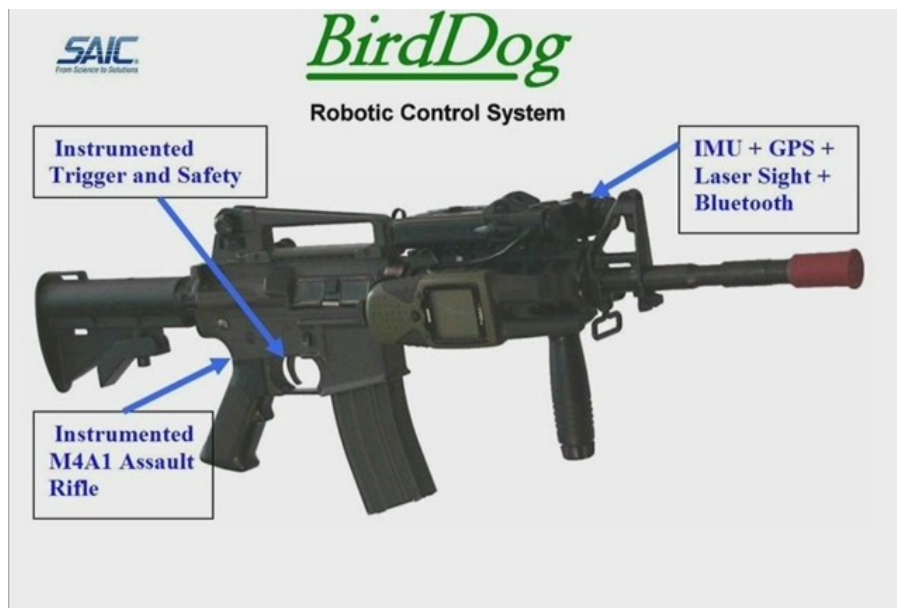 SAIC
From Science to Solutions
BirdDog
Robotic Control System
Instrumented
Trigger and Safety
IMU + GPS +
Laser Sight +
Bluetooth
Instrumented
M4A1 Assault
Rifle